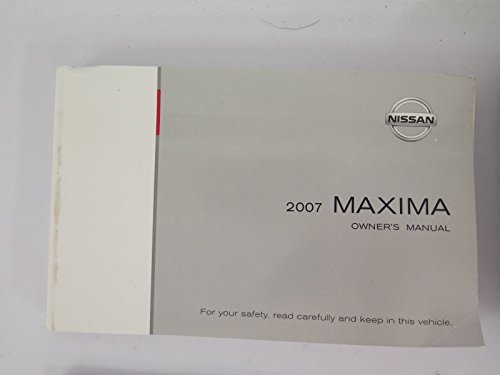 NISSAN
2007 MAXIMA
OWNER'S MANUAL
For your safety, read carefully and keep in this vehicle.